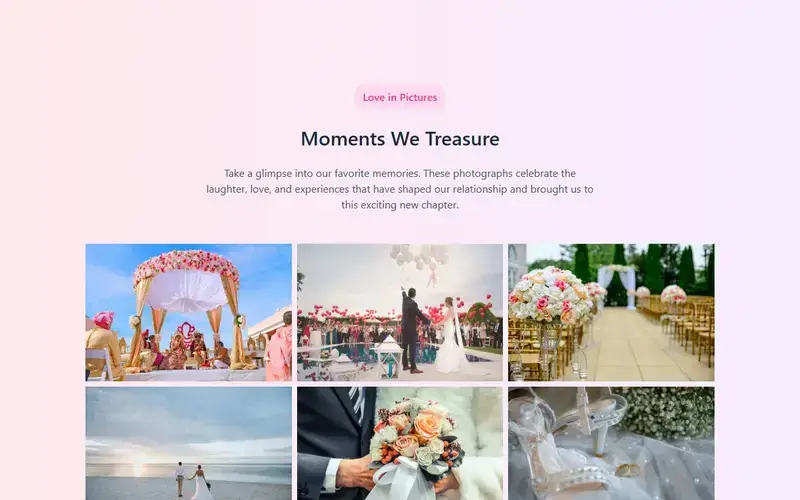 Love in Pictures
Moments We Treasure
Take a glimpse into our favorite memories. These photographs celebrate the
laughter, love, and experiences that have shaped our relationship and brought us to
this exciting new chapter.